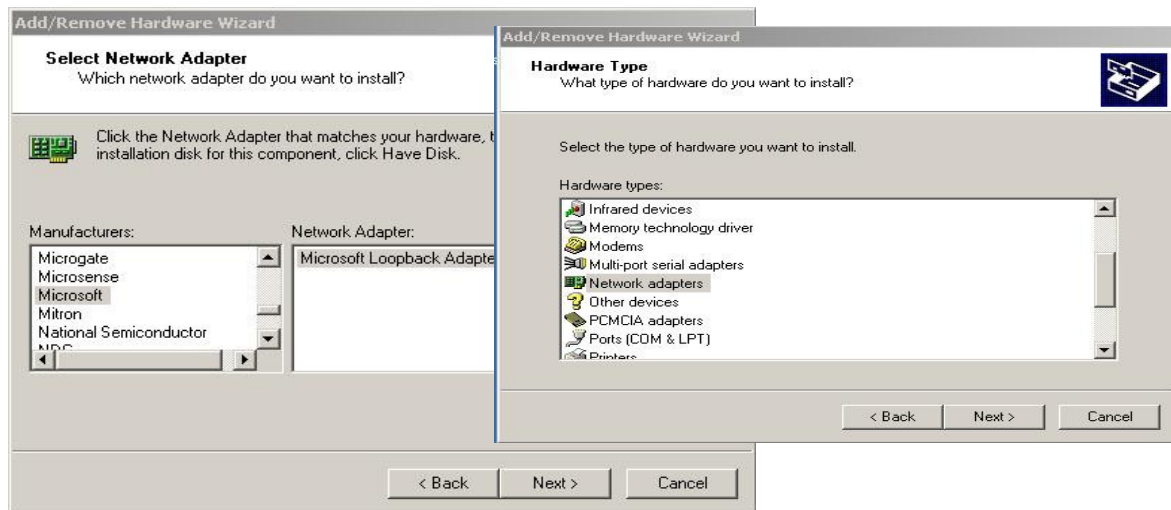 Add/Remove Hardware Wizard
Select Network Adapter
Which network adapter do you want to install?
Click the Network Adapter that matches your hardware,
installation disk for this component, click Have Disk.
Manufacturers:
Microgate
Microsense
Microsoft
Mitron
National Semiconductor
Network Adapter:
Microsoft Loopback Adapte
< Back
Next >
Cancel
Add/Remove Hardware Wizard
Hardware Type
What type of hardware do you want to install?
Select the type of hardware you want to install.
Hardware types:
Infrared devices
Memory technology driver
Modems
Multi-port serial adapters
Network adapters
Other devices
PCMCIA adapters
Ports (COM & LPT)
Printers
< Back
Next >
Cancel